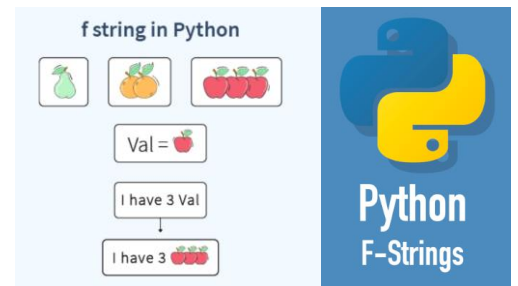 f string in Python
Val =
I have 3 Val
I have 3
Python
F-Strings